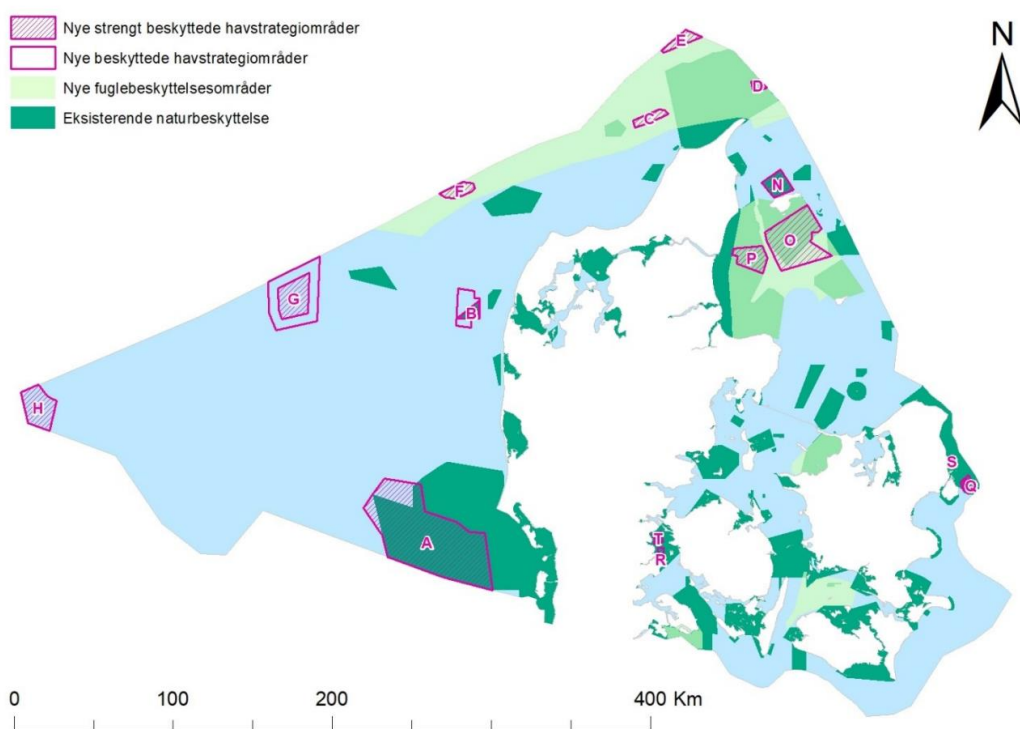 Nye strengt beskyttede havstrategiområder
Nye beskyttede havstrategiområder
Nye fuglebeskyttelsesområder
Eksisterende naturbeskyttelse
N
E
D
C
F
N
O
P
G
B
H
S
Q
A
T
R
0 100 200 400 Km